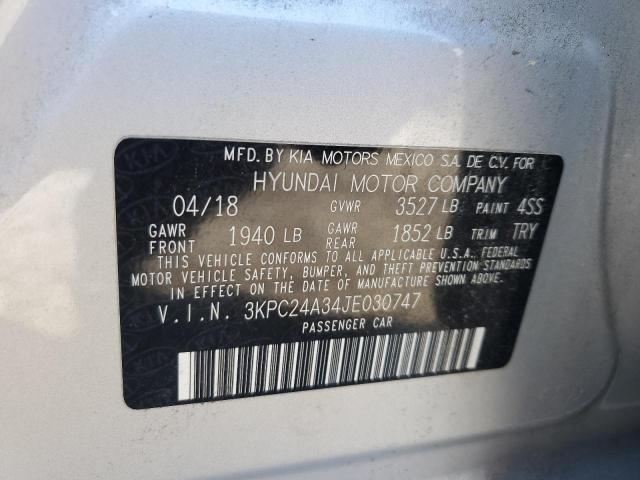 MFD. BY KIA MOTORS MEXICO S.A. DE C.V. FOR
HYUNDAI MOTOR COMPANY
04/18 GVWR 3527 LB PAINT 4SS
GAWR FRONT 1940 LB GAWR REAR 1852 LB TRIM TRY
THIS VEHICLE CONFORMS TO ALL APPLICABLE U.S.A. FEDERAL
MOTOR VEHICLE SAFETY, BUMPER, AND THEFT PREVENTION STANDARDS
IN EFFECT ON THE DATE OF MANUFACTURE SHOWN ABOVE.
V.I.N. 3KPC24A34JE030747
PASSENGER CAR